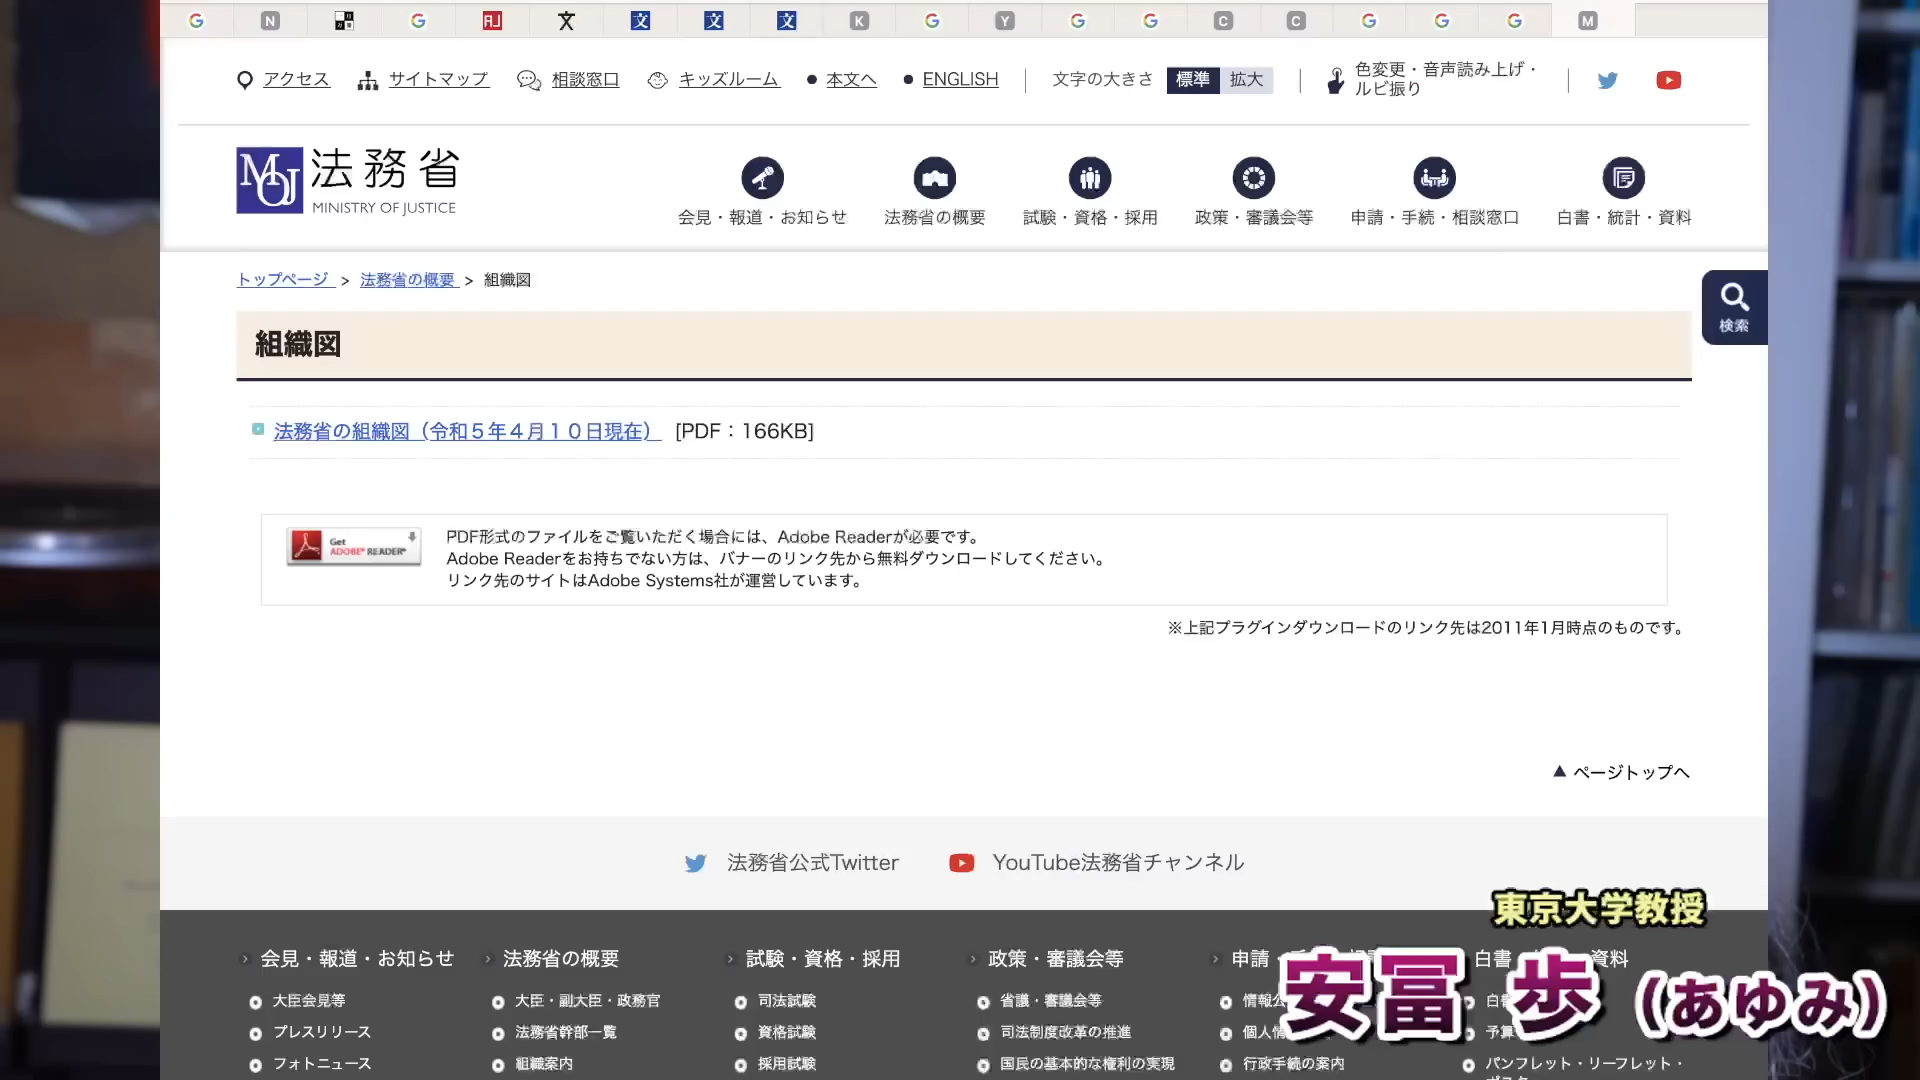 アクセス サイトマップ 相談窓口 キッズルーム 本文へ ENGLISH 文字の大きさ 標準 拡大 色変更・音声読み上げ・
ルビ振り
MOJ 法務省
MINISTRY OF JUSTICE
会見・報道・お知らせ 法務省の概要 試験・資格・採用 政策・審議会等 申請・手続・相談窓口 白書・統計・資料
トップページ > 法務省の概要 > 組織図
検索
組織図
法務省の組織図（令和５年４月１０日現在） [PDF：166KB]
Get
ADOBE READER
PDF形式のファイルをご覧いただく場合には、Adobe Readerが必要です。
Adobe Readerをお持ちでない方は、バナーのリンク先から無料ダウンロードしてください。
リンク先のサイトはAdobe Systems社が運営しています。
※上記プラグインダウンロードのリンク先は2011年1月時点のものです。
▲ ページトップへ
法務省公式Twitter YouTube法務省チャンネル
東京大学教授
安冨 歩（あゆみ）
会見・報道・お知らせ 法務省の概要 試験・資格・採用 政策・審議会等 申請・ 白書 資料
大臣会見等 大臣・副大臣・政務官 司法試験 省議・審議会等 情報公 白
プレスリリース 法務省幹部一覧 資格試験 司法制度改革の推進 個人情 予算
フォトニュース 組織案内 採用試験 国民の基本的な権利の実現 行政手続の案内 パンフレット・リーフレット・